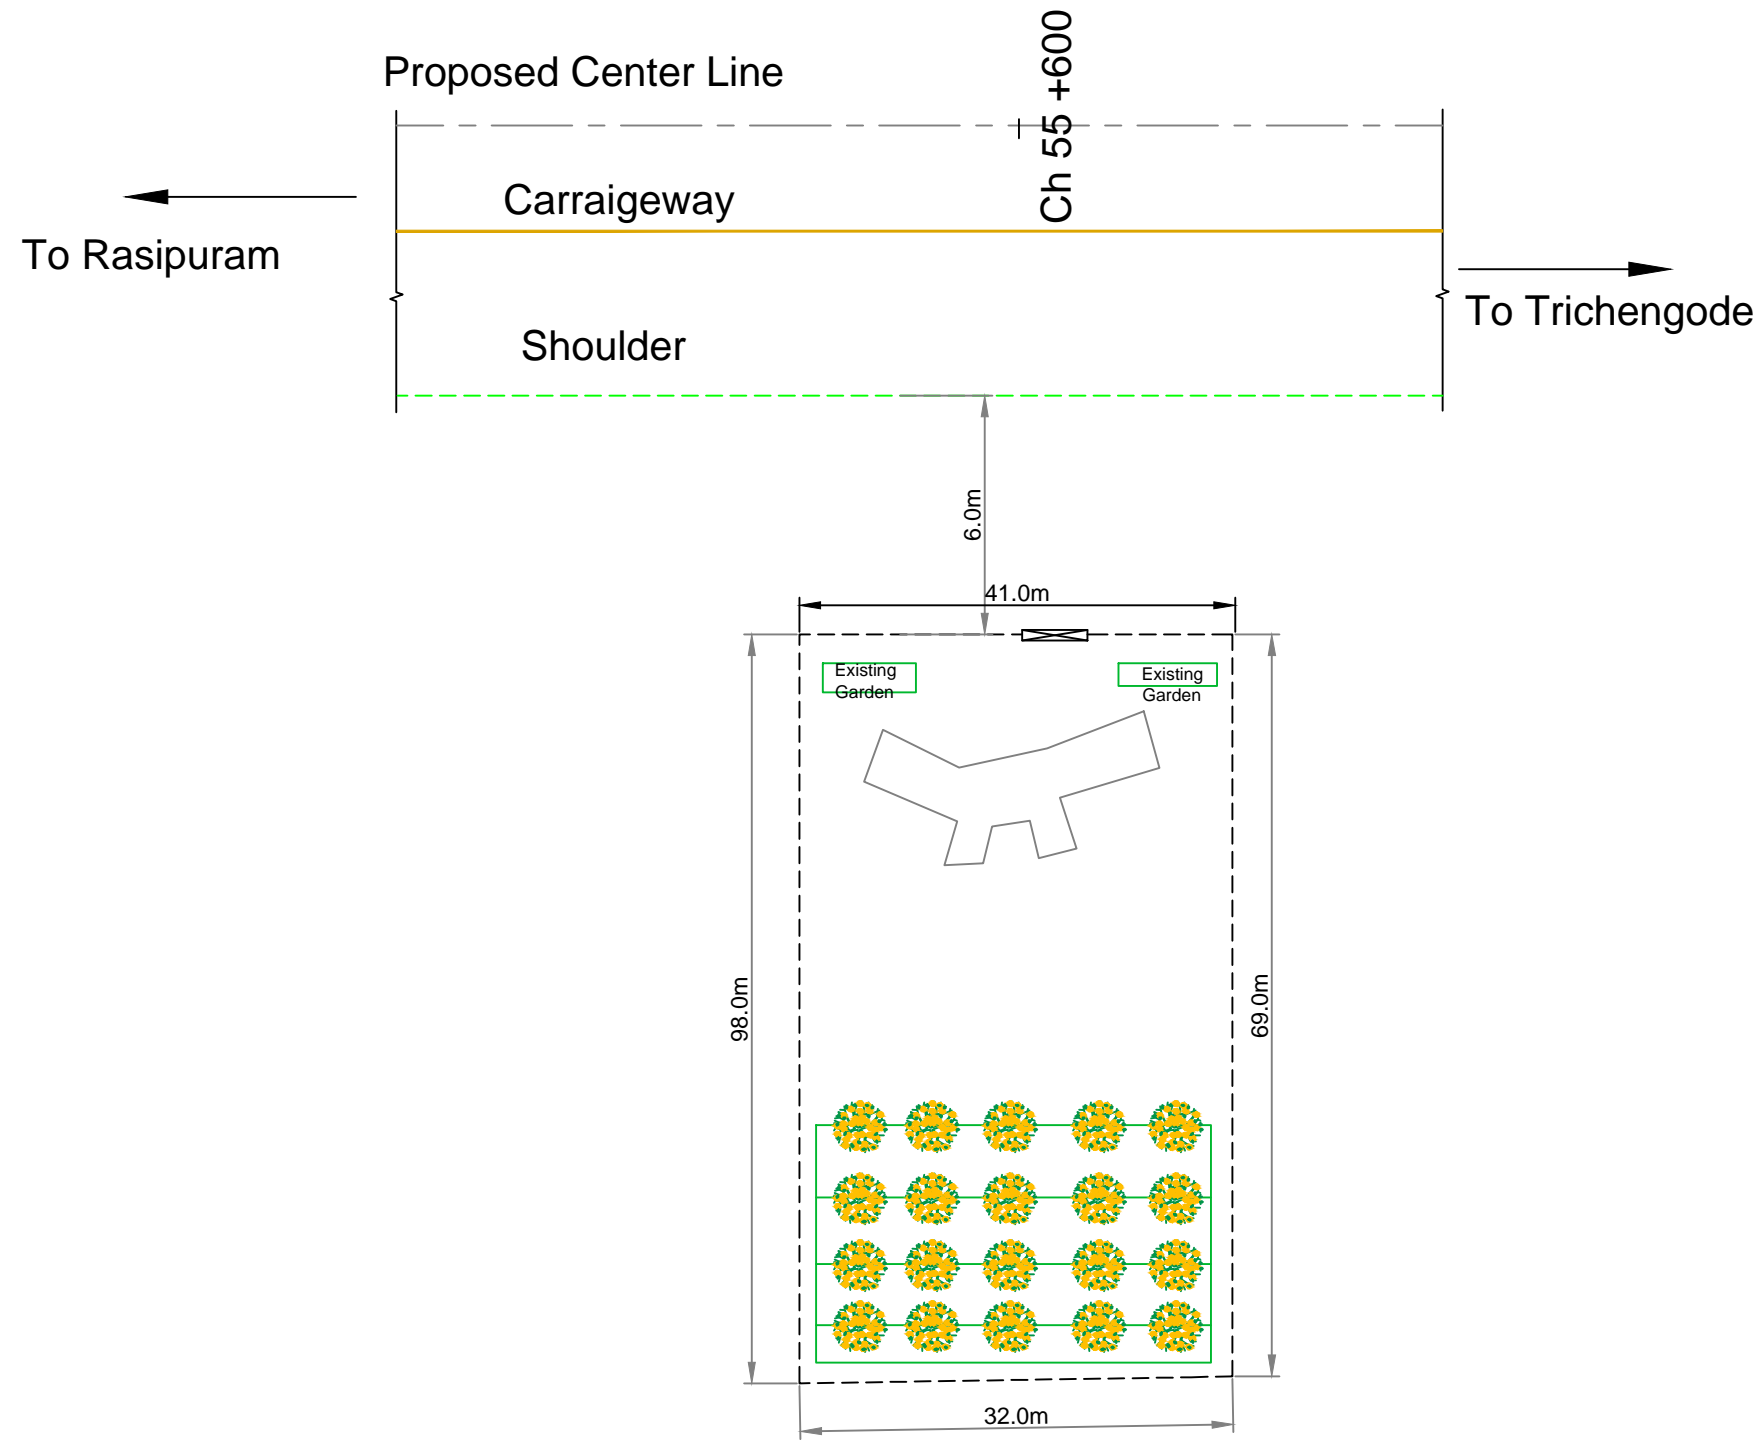 Proposed Center Line
Ch 55 +600
Carraigeway
To Rasipuram
To Trichengode
Shoulder
6.0m
41.0m
Existing
Garden
Existing
Garden
98.0m
69.0m
32.0m